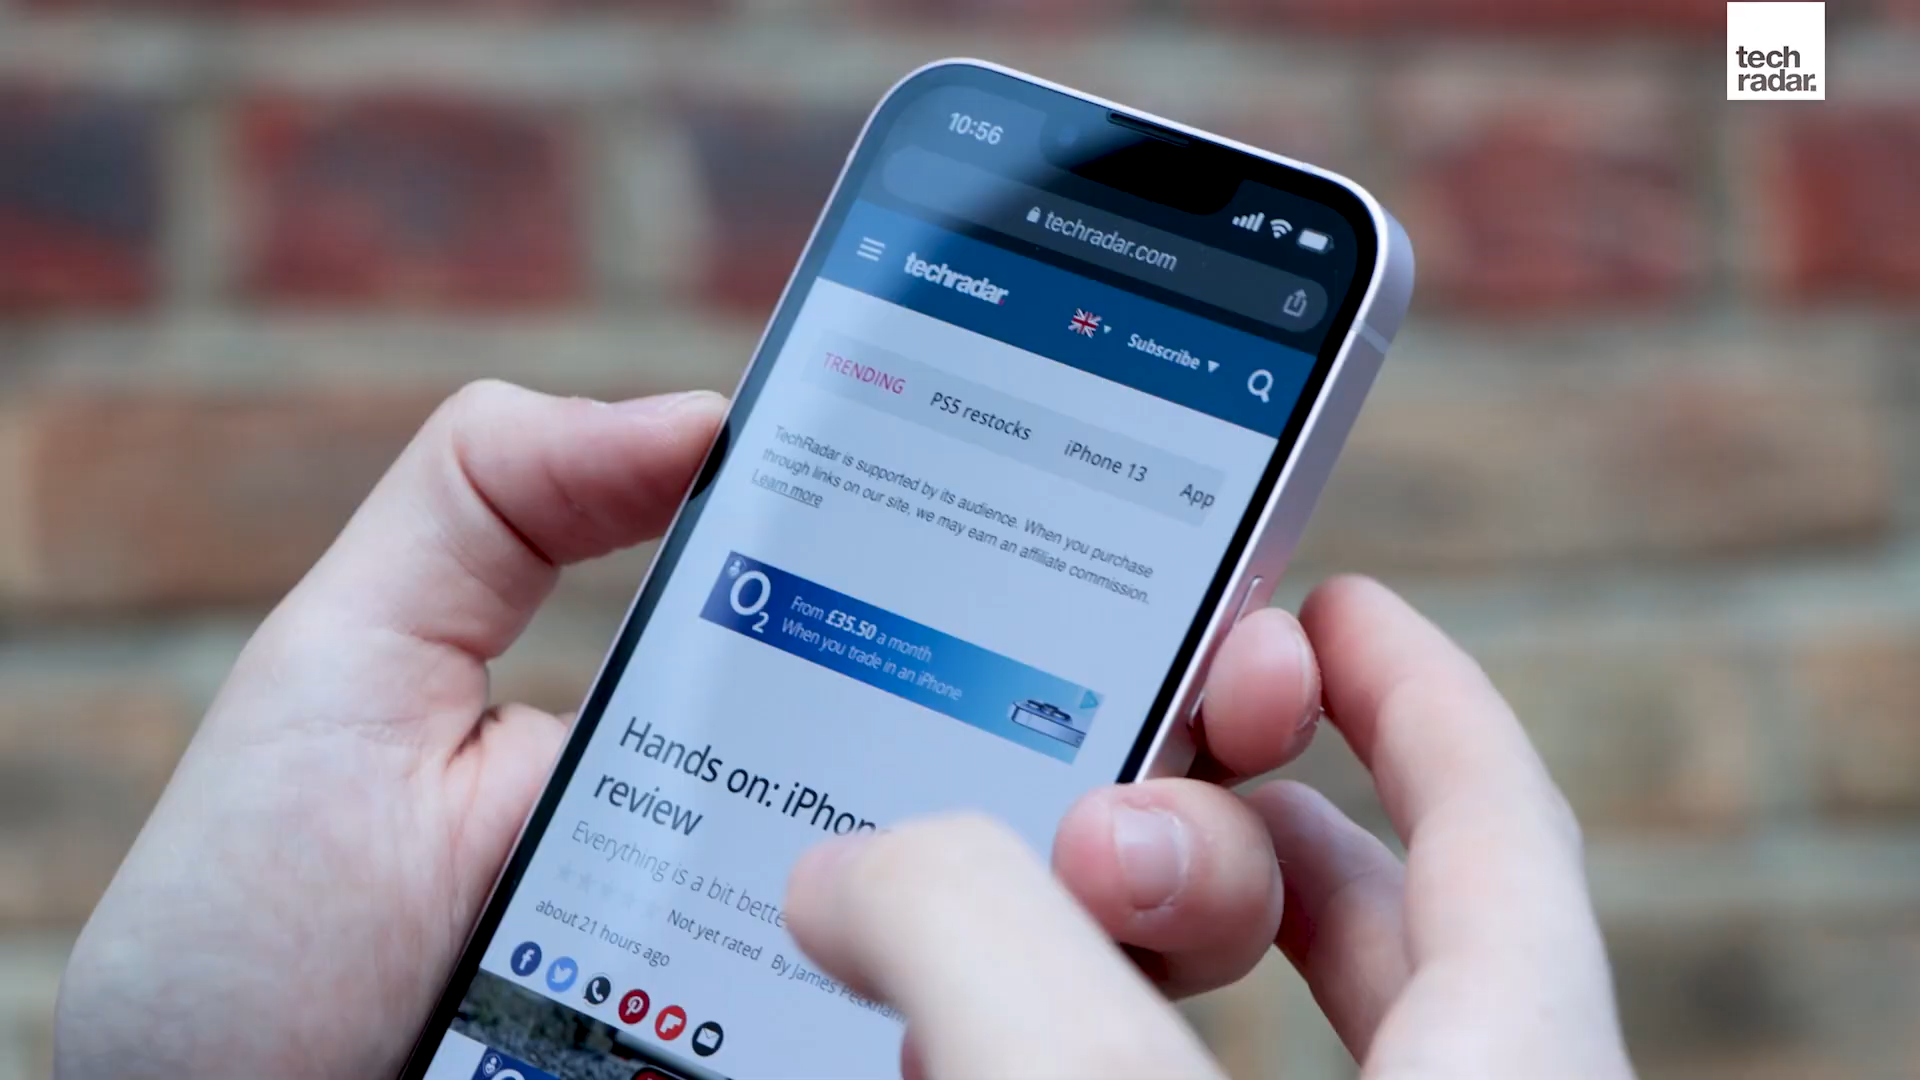 tech
radar.
10:56
techradar.com
techradar
Subscribe
TRENDING PS5 restocks iPhone 13 App
TechRadar is supported by its audience. When you purchase
through links on our site, we may earn an affiliate commission.
Learn more
O2
From £35.50 a month
When you trade in an iPhone
Hands on: iPhone
review
Everything is a bit better
Not yet rated By James Peckham
about 21 hours ago